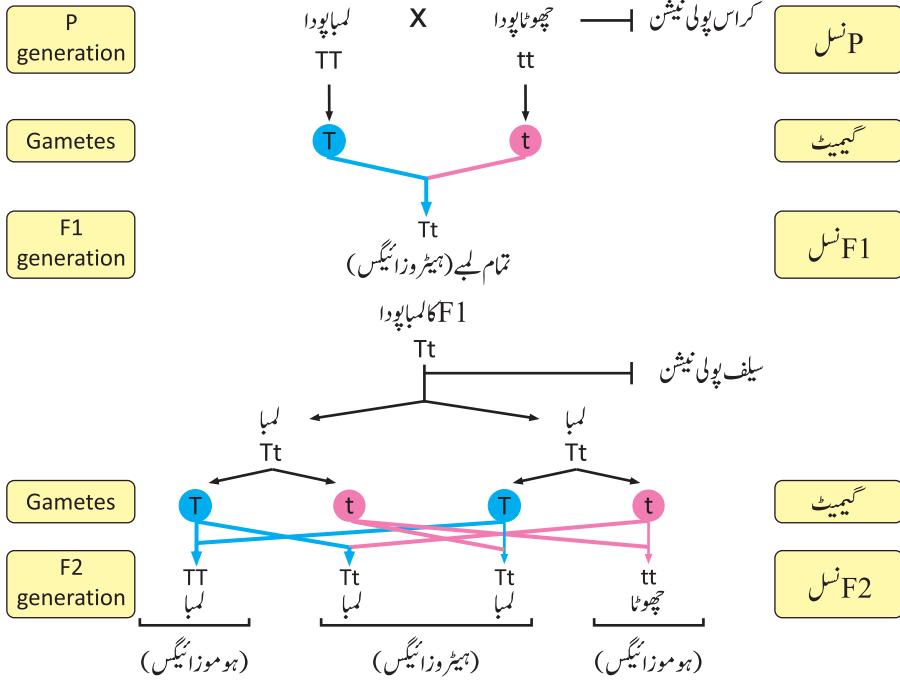 P generation
لمبا پودا X چھوٹا پودا کراس پولی نیشن
P نسل
TT tt
Gametes
T t
گیمیٹ
F1 generation
Tt
تمام لمبے (ہیٹروزائیگس)
F1 نسل
F1 کا لمبا پودا
Tt
سیلف پولی نیشن
لمبا لمبا
Tt Tt
Gametes
T t T t
گیمیٹ
F2 generation
TT Tt Tt tt
لمبا لمبا لمبا چھوٹا
F2 نسل
(ہوموزائیگس) (ہیٹروزائیگس) (ہوموزائیگس)